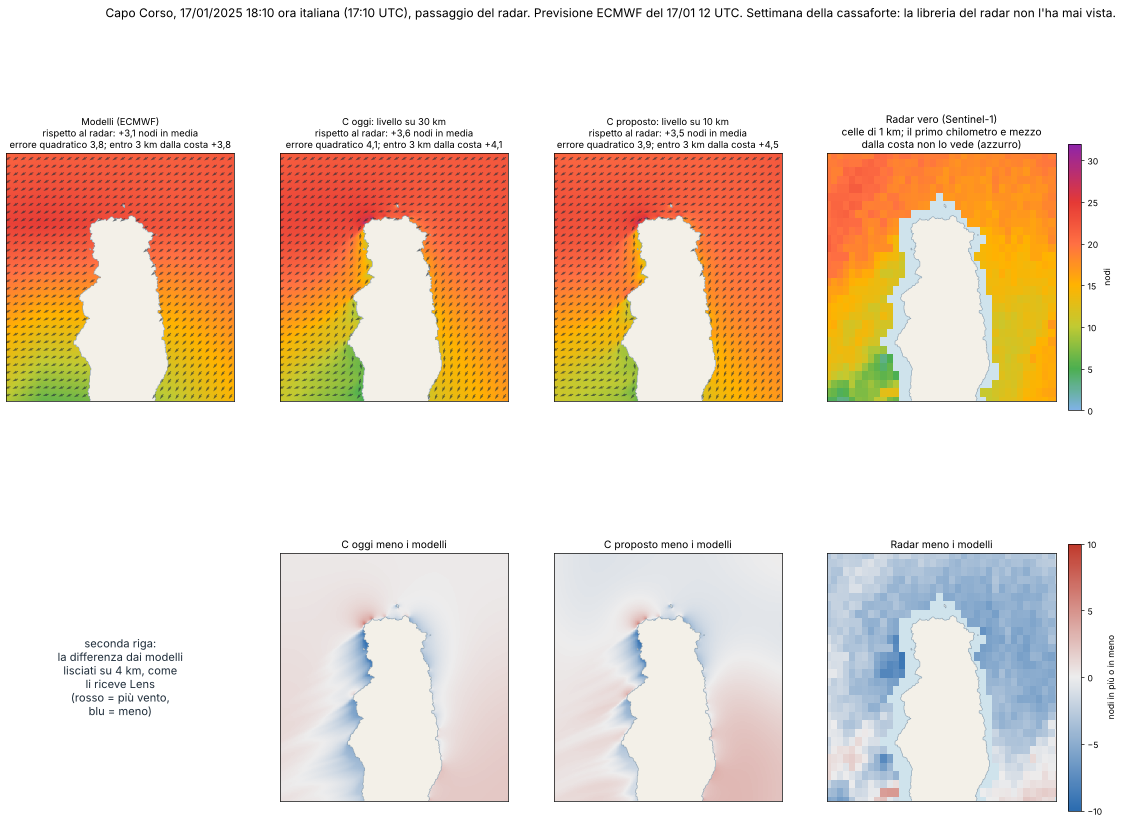 Capo Corso, 17/01/2025 18:10 ora italiana (17:10 UTC), passaggio del radar. Previsione ECMWF del 17/01 12 UTC. Settimana della cassaforte: la libreria del radar non l'ha mai vista.
Modelli (ECMWF)
rispetto al radar: +3,1 nodi in media
errore quadratico 3,8; entro 3 km dalla costa +3,8
C oggi: livello su 30 km
rispetto al radar: +3,6 nodi in media
errore quadratico 4,1; entro 3 km dalla costa +4,1
C proposto: livello su 10 km
rispetto al radar: +3,5 nodi in media
errore quadratico 3,9; entro 3 km dalla costa +4,5
Radar vero (Sentinel-1)
celle di 1 km; il primo chilometro e mezzo
dalla costa non lo vede (azzurro)
30
25
20
15
10
5
0
nodi
seconda riga:
la differenza dai modelli
lisciati su 4 km, come
li riceve Lens
(rosso = più vento,
blu = meno)
C oggi meno i modelli
C proposto meno i modelli
Radar meno i modelli
10
5
0
−5
−10
nodi in più o in meno